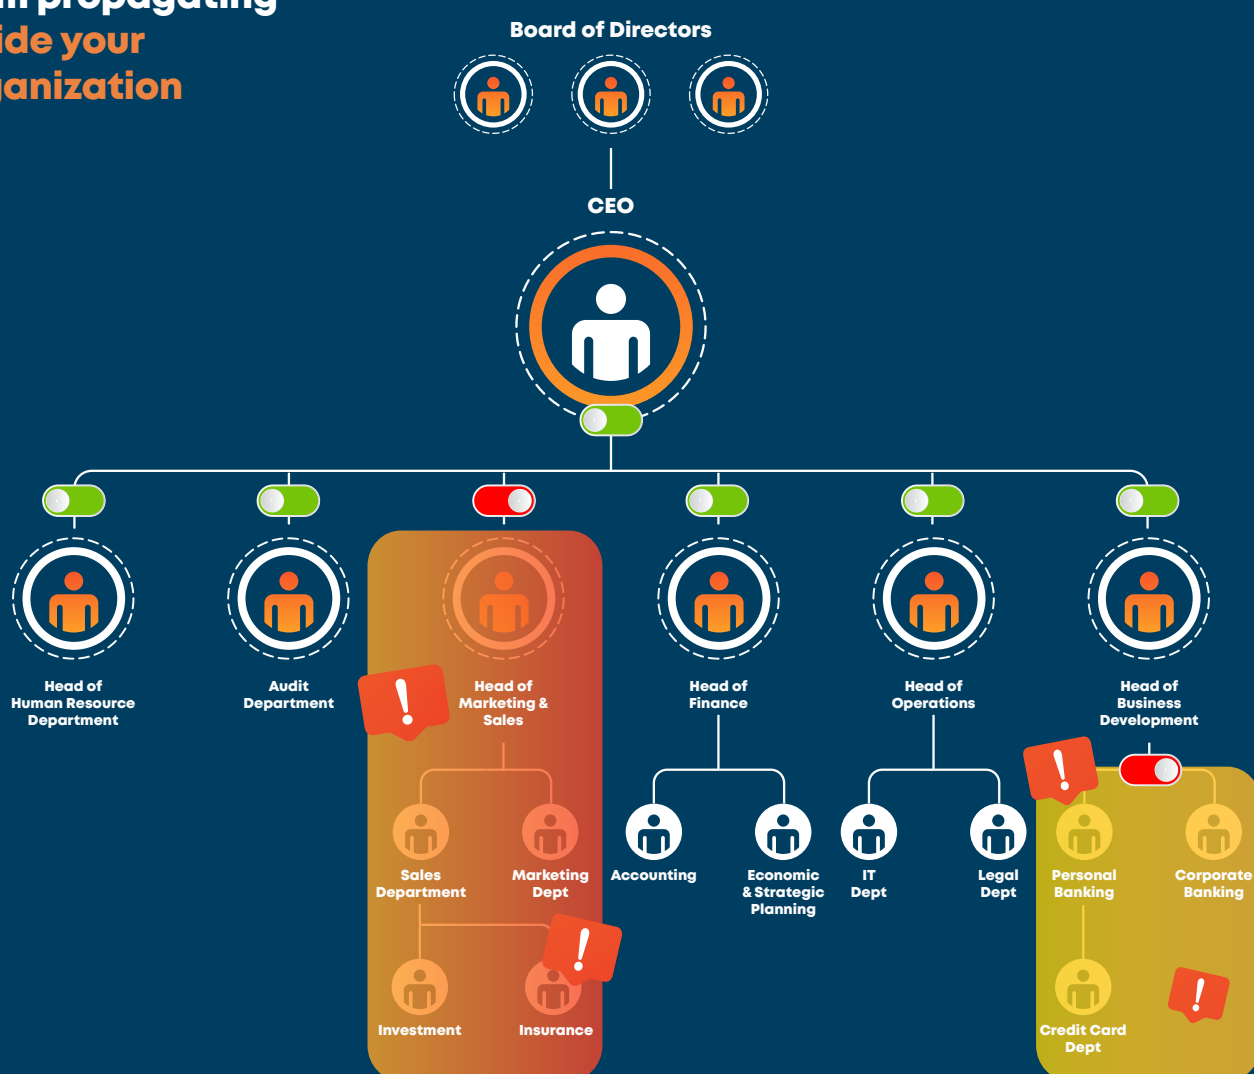 propagating
your
Board of Directors
CEO
Head of
Human Resource
Department
Audit
Department
Head of
Marketing &
Sales
Head of
Finance
Head of
Operations
Head of
Business
Development
Sales
Department
Marketing
Dept
Accounting
Economic
& Strategic
Planning
IT
Dept
Legal
Dept
Personal
Banking
Corporate
Banking
Investment
Insurance
Credit Card
Dept